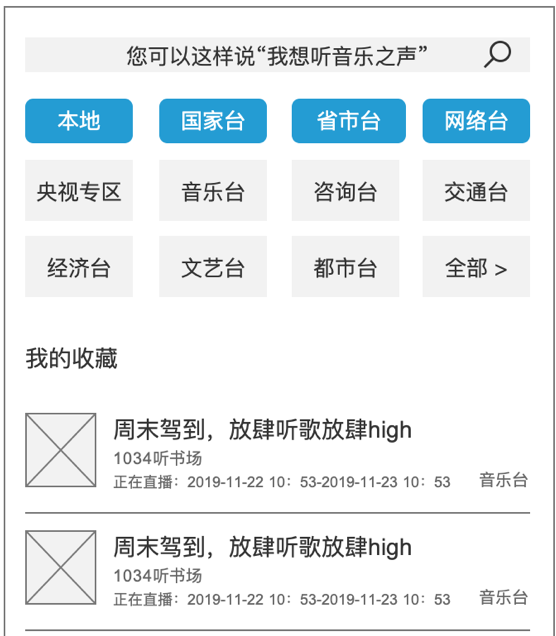 您可以这样说“我想听音乐之声”
本地 国家台 省市台 网络台
央视专区 音乐台 咨询台 交通台
经济台 文艺台 都市台 全部 >
我的收藏
周末驾到，放肆听歌放肆high
1034听书场
正在直播：2019-11-22 10：53-2019-11-23 10：53 音乐台
周末驾到，放肆听歌放肆high
1034听书场
正在直播：2019-11-22 10：53-2019-11-23 10：53 音乐台